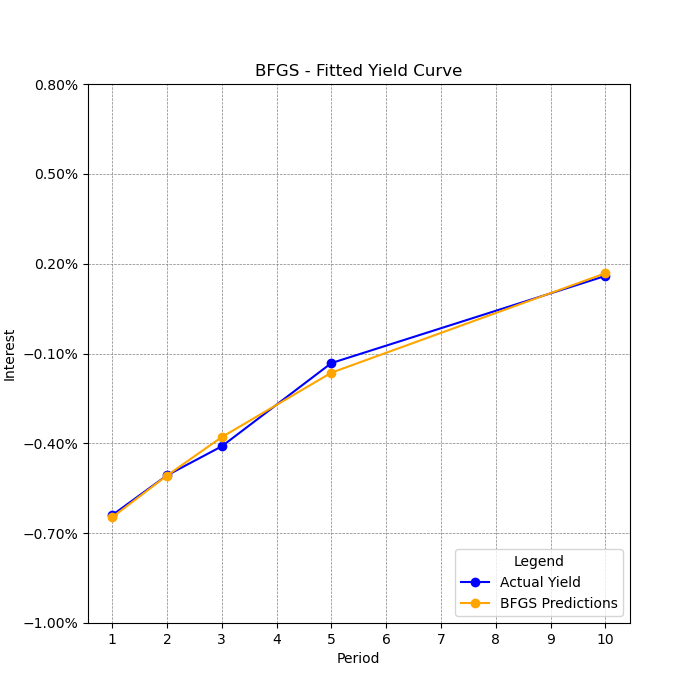 BFGS - Fitted Yield Curve
0.80%
0.50%
0.20%
−0.10%
−0.40%
−0.70%
−1.00%
Interest
1 2 3 4 5 6 7 8 9 10
Period
Legend
Actual Yield
BFGS Predictions